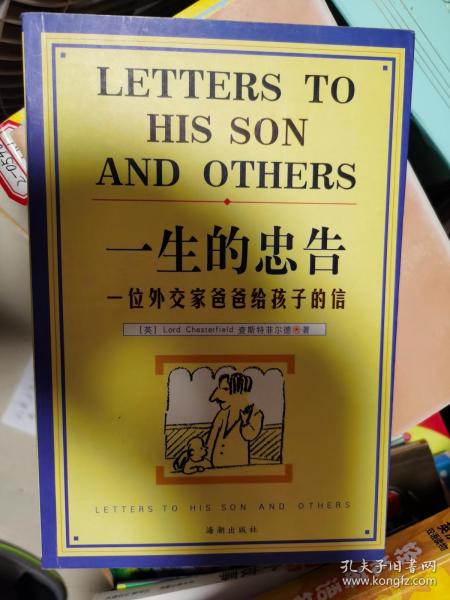 LETTERS TO
HIS SON
AND OTHERS
一生的忠告
一位外交家爸爸给孩子的信
[英] Lord Chesterfield 查斯特菲尔德 著
LETTERS TO HIS SON AND OTHERS
海潮出版社
孔夫子旧书网
www.kongfz.com